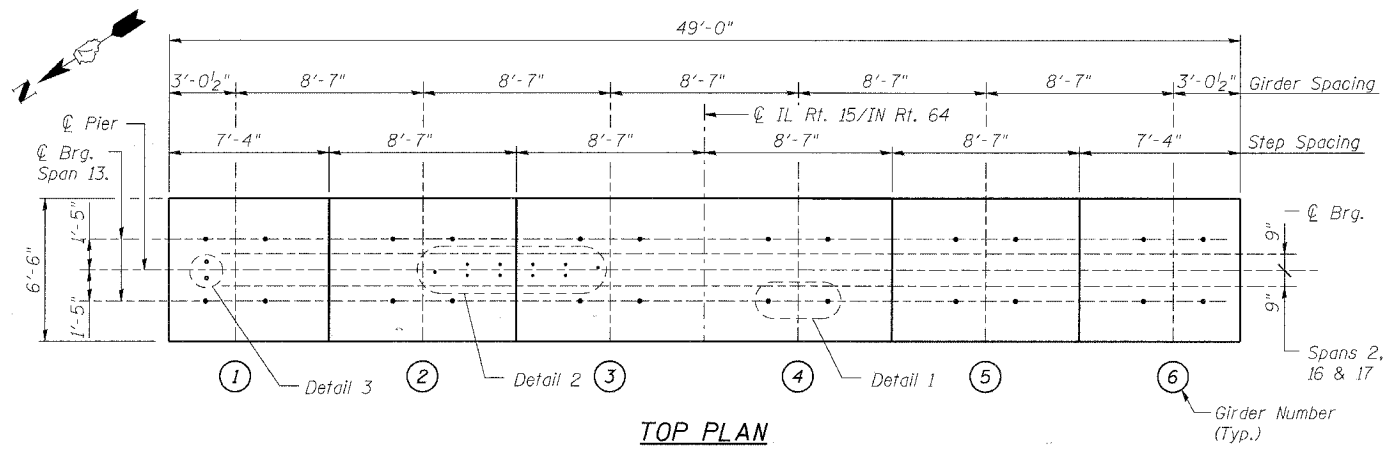 49'-0"
3'-0½" 8'-7" 8'-7" 8'-7" 8'-7" 8'-7" 3'-0½" Girder Spacing
N
℄ Pier
℄ IL Rt. 15/IN Rt. 64
7'-4" 8'-7" 8'-7" 8'-7" 8'-7" 7'-4" Step Spacing
℄ Brg.
Span 13.
6'-6"
1'-5"
1'-5"
℄ Brg.
9"
9"
Spans 2,
16 & 17
1 2 3 4 5 6
Detail 3 Detail 2 Detail 1
Girder Number
(Typ.)
TOP PLAN